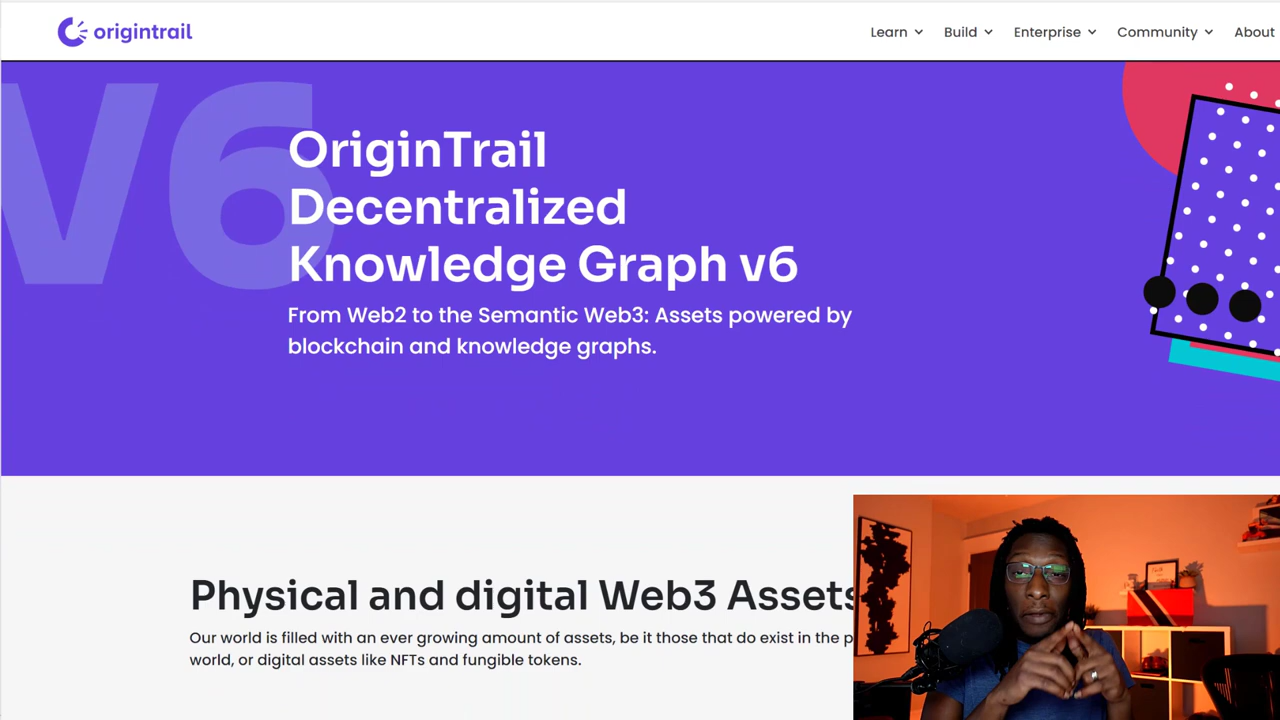 origintrail
Learn Build Enterprise Community About
V6
OriginTrail
Decentralized
Knowledge Graph v6
From Web2 to the Semantic Web3: Assets powered by
blockchain and knowledge graphs.
Physical and digital Web3 Assets
Our world is filled with an ever growing amount of assets, be it those that do exist in the p
world, or digital assets like NFTs and fungible tokens.